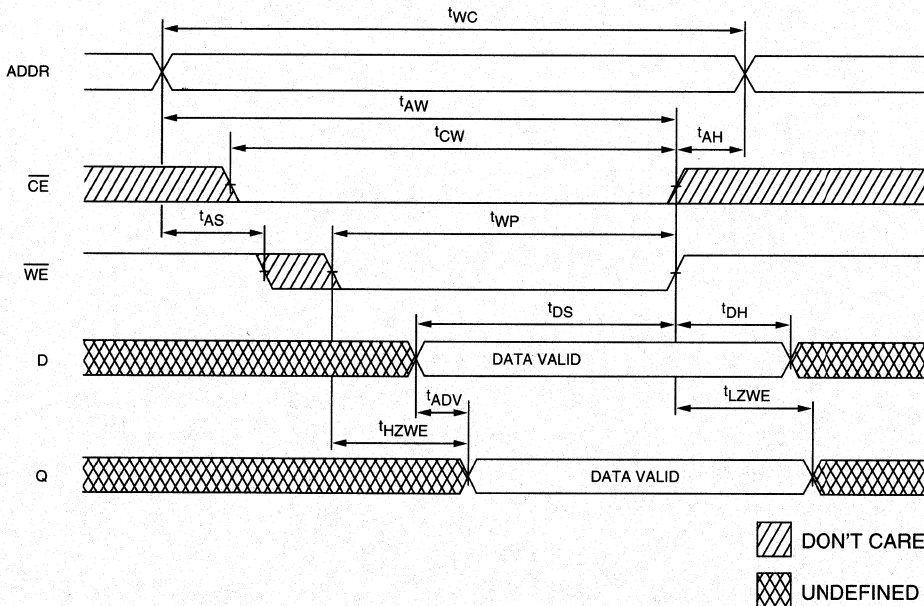 tWC
ADDR
tAW
tCW
tAH
CE
tAS
tWP
WE
tDS
tDH
D
DATA VALID
tADV
tLZWE
tHZWE
Q
DATA VALID
DON'T CARE
UNDEFINED